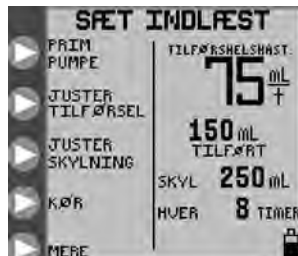 SÆT INDLÆST
PRIM
PUMPE
JUSTER
TILFØRSEL
JUSTER
SKYLNING
KØR
MERE
TILFØRSHELSHAST.
75 mL
T
150 mL
TILFØRT
SKYL 250 mL
HVER 8 TIMER